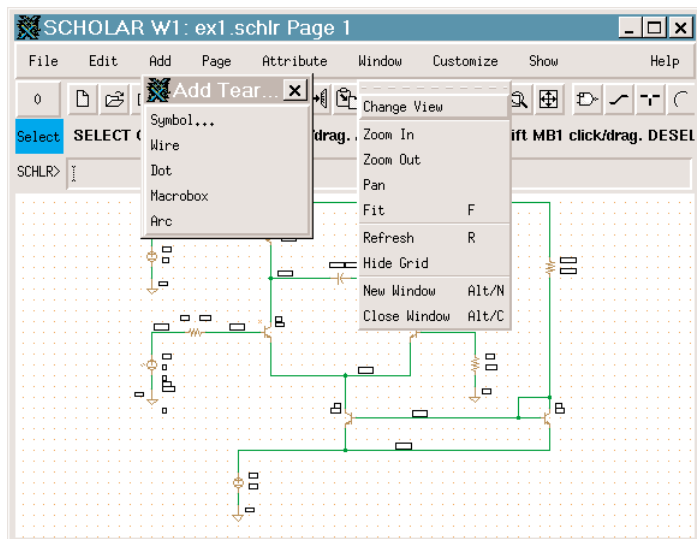 SCHOLAR W1: ex1.schlr Page 1
File Edit Add Page Attribute Window Customize Show Help
0
Add Tear...
Select SELECT /drag. ift MB1 click/drag. DESEL
SCHLR>
Symbol...
Wire
Dot
Macrobox
Arc
Change View
Zoom In
Zoom Out
Pan
Fit F
Refresh R
Hide Grid
New Window Alt/N
Close Window Alt/C